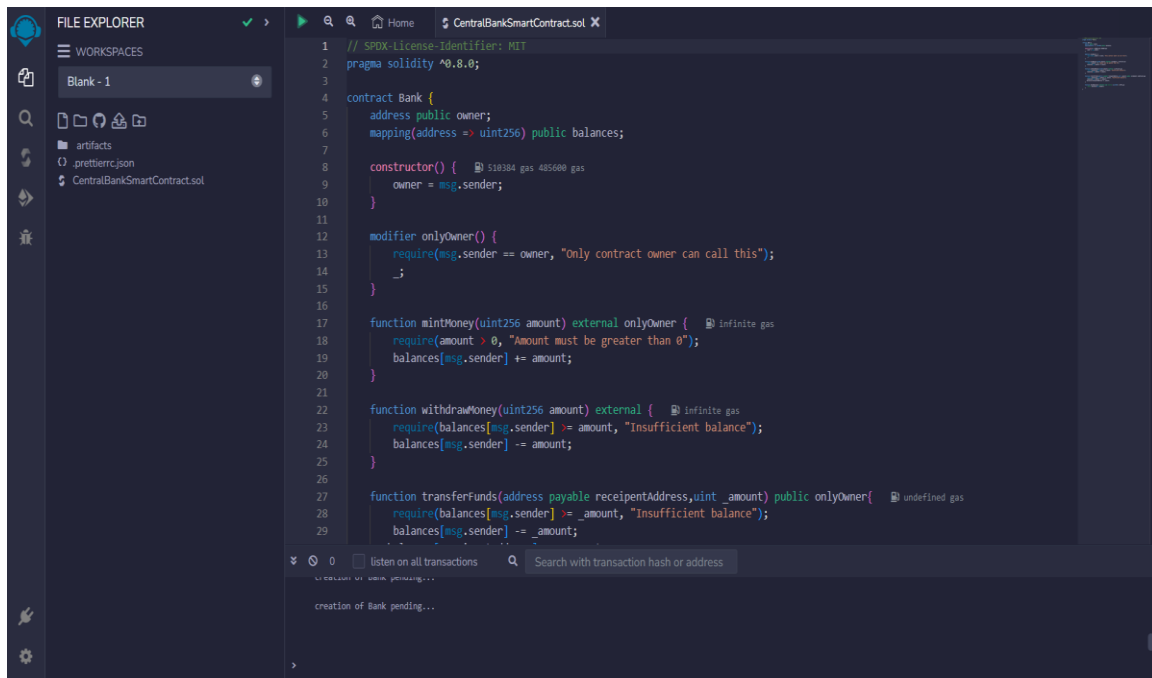 FILE EXPLORER
WORKSPACES
Blank - 1
artifacts
.prettierrc.json
CentralBankSmartContract.sol
Home
CentralBankSmartContract.sol
1 // SPDX-License-Identifier: MIT
2 pragma solidity ^0.8.0;
3
4 contract Bank {
5 address public owner;
6 mapping(address => uint256) public balances;
7
8 constructor() { 510384 gas 485600 gas
9 owner = msg.sender;
10 }
11
12 modifier onlyOwner() {
13 require(msg.sender == owner, "Only contract owner can call this");
14 _;
15 }
16
17 function mintMoney(uint256 amount) external onlyOwner { infinite gas
18 require(amount > 0, "Amount must be greater than 0");
19 balances[msg.sender] += amount;
20 }
21
22 function withdrawMoney(uint256 amount) external { infinite gas
23 require(balances[msg.sender] >= amount, "Insufficient balance");
24 balances[msg.sender] -= amount;
25 }
26
27 function transferFunds(address payable receipentAddress,uint _amount) public onlyOwner{ undefined gas
28 require(balances[msg.sender] >= _amount, "Insufficient balance");
29 balances[msg.sender] -= _amount;
0 listen on all transactions Search with transaction hash or address
creation of Bank pending...
creation of Bank pending...
>